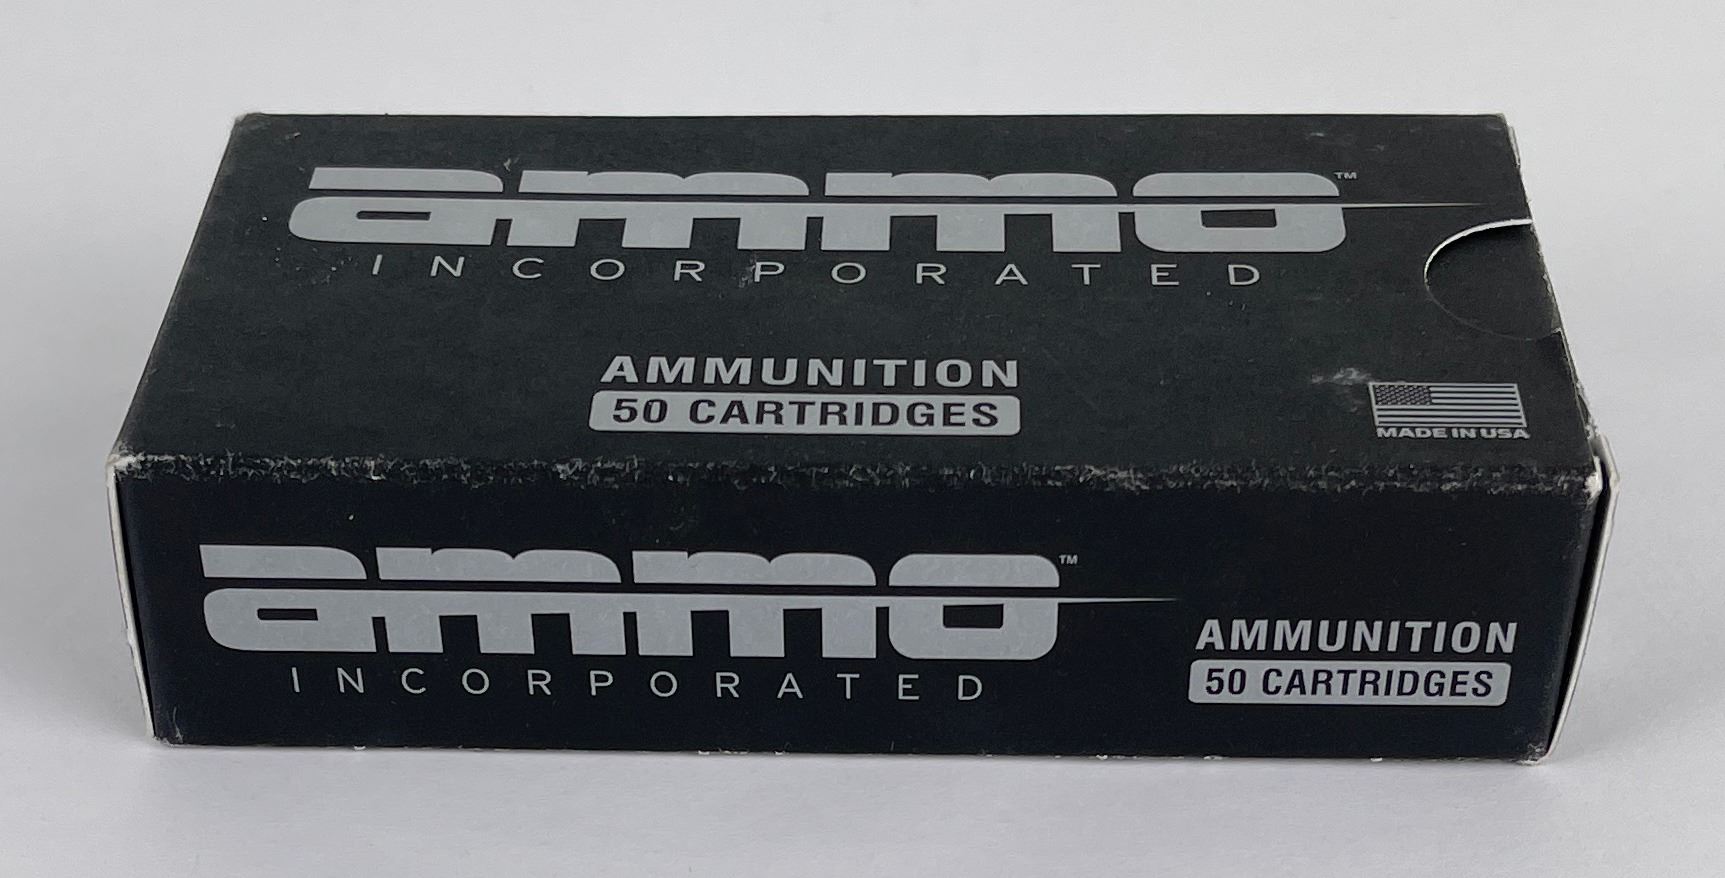 ammo™
INCORPORATED
AMMUNITION
50 CARTRIDGES
MADE IN USA
ammo™
INCORPORATED
AMMUNITION
50 CARTRIDGES